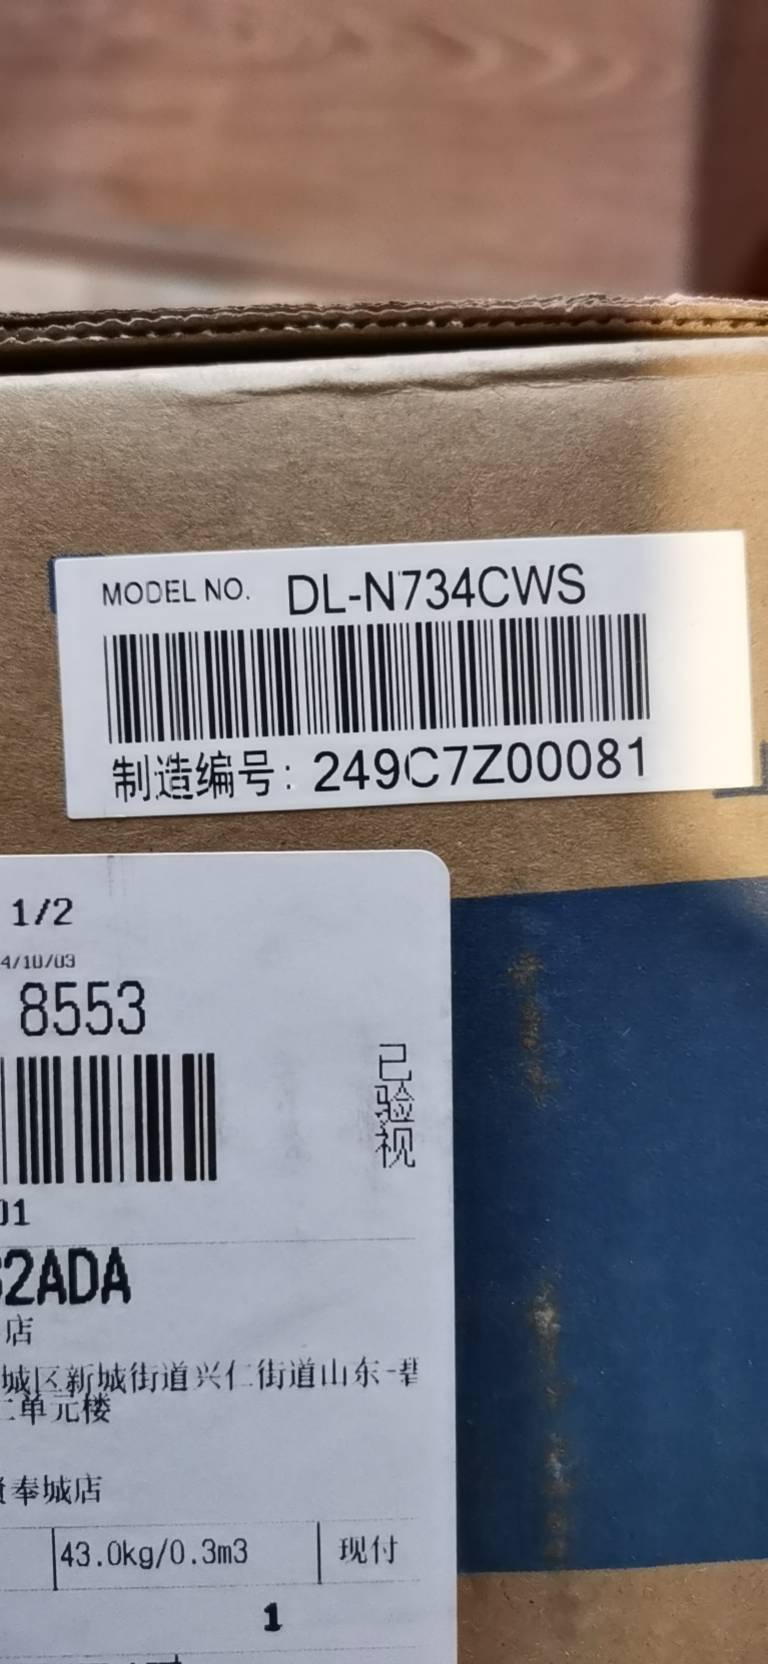 MODEL NO. DL-N734CWS
制造编号: 249C7Z00081
1/2
4/10/03
8553
已验视
01
2ADA
店
城区新城街道兴仁街道山东-碧
二单元楼
奉城店
43.0kg/0.3m3 现付
1